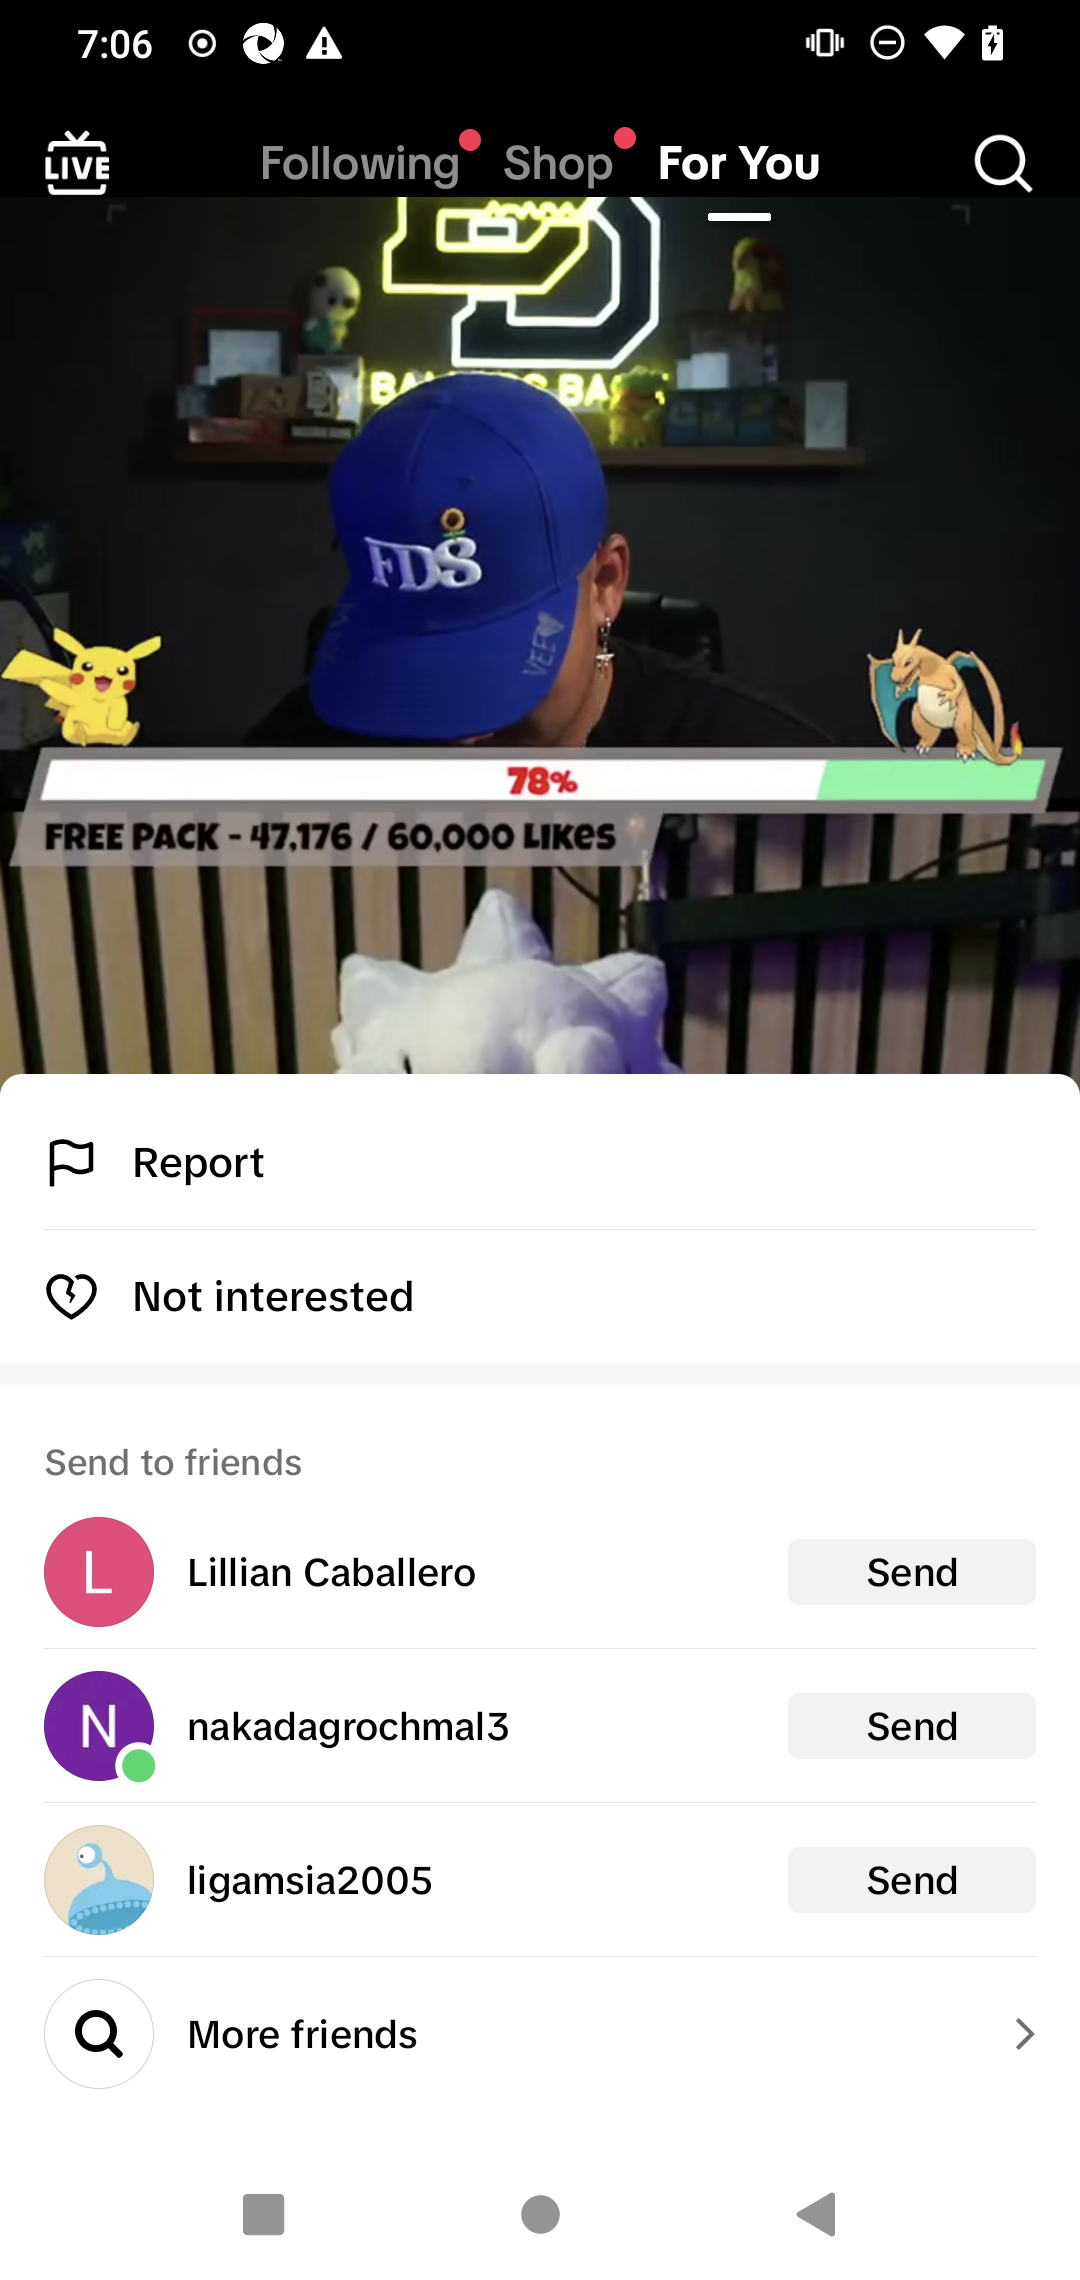 7:06
LIVE
Following
Shop
For You
FDS
VEE
78%
FREE PACK - 47,176 / 60,000 LIKES
Report
Not interested
Send to friends
L
Lillian Caballero
Send
N
nakadagrochmal3
Send
ligamsia2005
Send
More friends